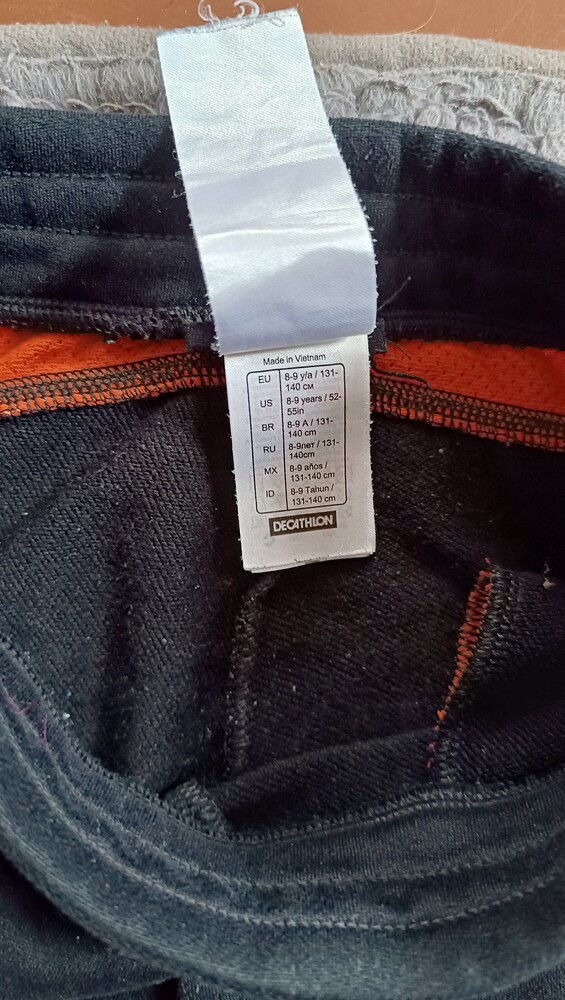 Made in Vietnam
EU 8-9 y/a / 131-
140 см
US 8-9 years / 52-
55in
BR 8-9 A / 131-
140 cm
RU 8-9лет / 131-
140cm
MX 8-9 años /
131-140 cm
ID 8-9 Tahun /
131-140 cm
DECATHLON